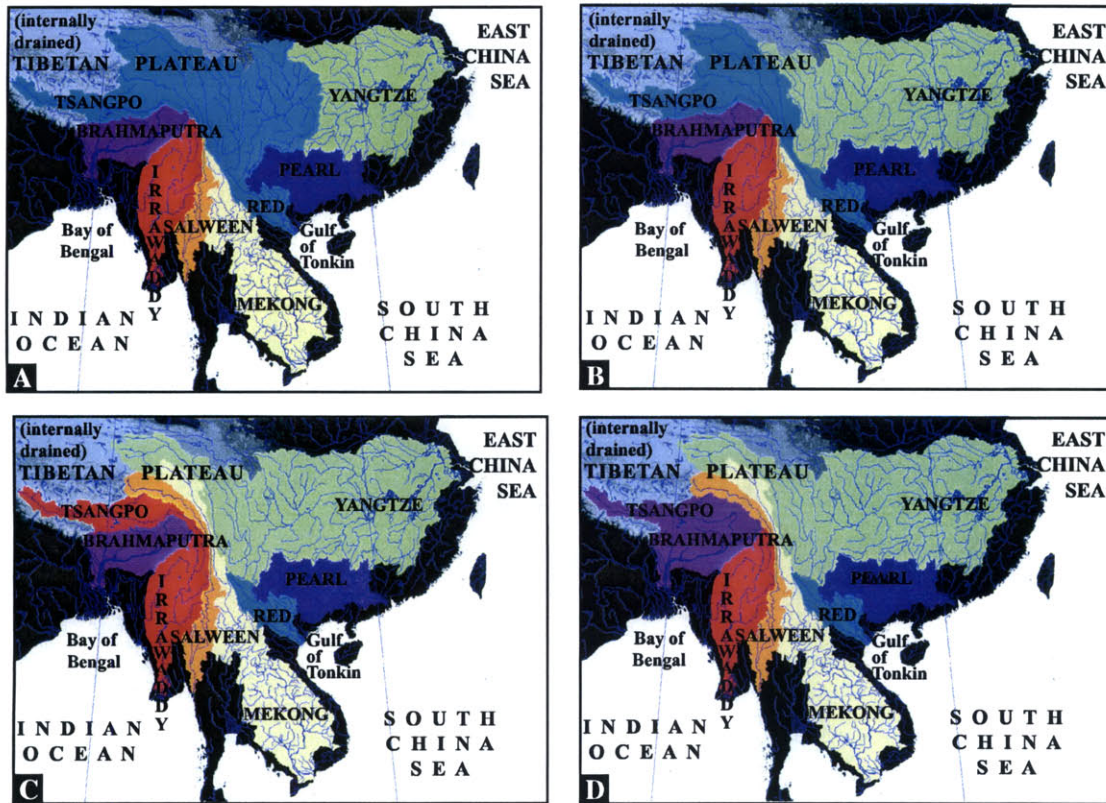 (internally
drained)
TIBETAN PLATEAU
TSANGPO
BRAHMAPUTRA
YANGTZE
EAST
CHINA
SEA
PEARL
RED
IRRAWADDY
SALWEEN
MEKONG
Bay of
Bengal
Gulf
of
Tonkin
INDIAN
OCEAN
SOUTH
CHINA
SEA
A
(internally
drained)
TIBETAN PLATEAU
TSANGPO
BRAHMAPUTRA
YANGTZE
EAST
CHINA
SEA
PEARL
RED
IRRAWADDY
SALWEEN
MEKONG
Bay of
Bengal
Gulf
of
Tonkin
INDIAN
OCEAN
SOUTH
CHINA
SEA
B
(internally
drained)
TIBETAN PLATEAU
TSANGPO
BRAHMAPUTRA
YANGTZE
EAST
CHINA
SEA
PEARL
RED
IRRAWADDY
SALWEEN
MEKONG
Bay of
Bengal
Gulf
of
Tonkin
INDIAN
OCEAN
SOUTH
CHINA
SEA
C
(internally
drained)
TIBETAN PLATEAU
TSANGPO
BRAHMAPUTRA
YANGTZE
EAST
CHINA
SEA
PEARL
RED
IRRAWADDY
SALWEEN
MEKONG
Bay of
Bengal
Gulf
of
Tonkin
INDIAN
OCEAN
SOUTH
CHINA
SEA
D